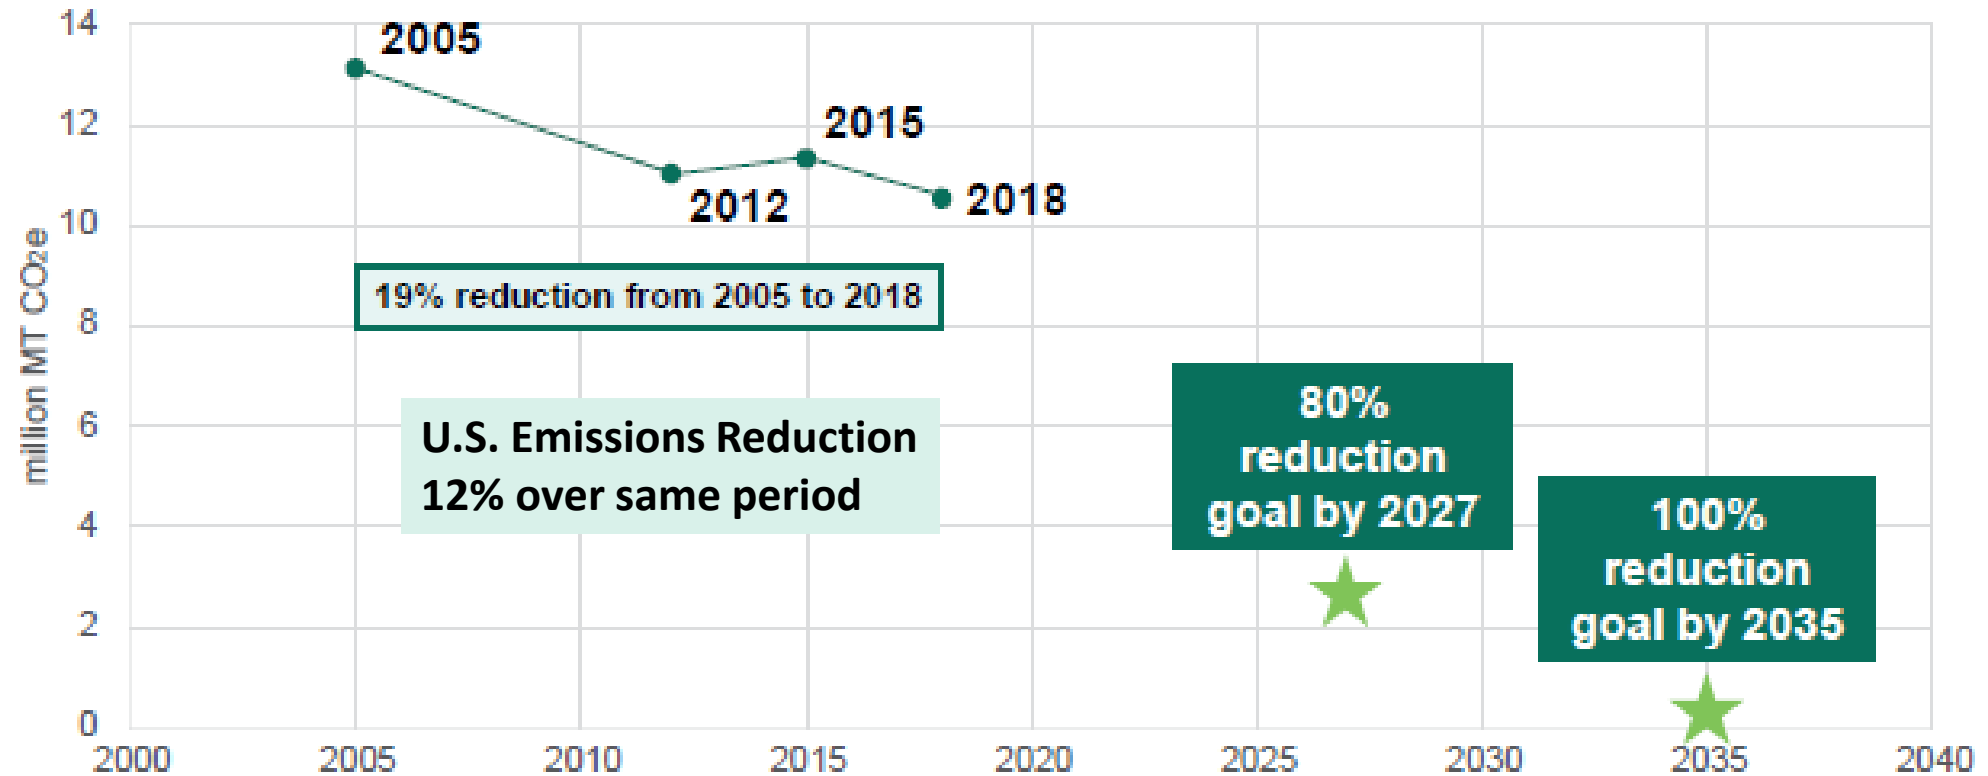 14
12
10
8
6
4
2
0
million MT CO₂e
2005
2015
2012
2018
19% reduction from 2005 to 2018
U.S. Emissions Reduction
12% over same period
80%
reduction
goal by 2027
100%
reduction
goal by 2035
2000
2005
2010
2015
2020
2025
2030
2035
2040